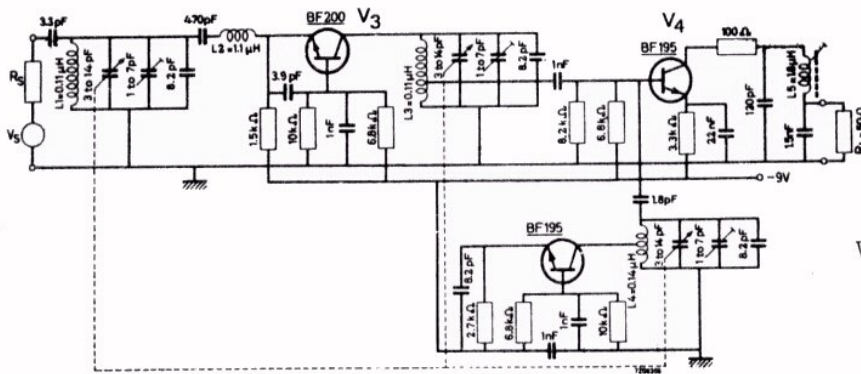 3.3pF
470pF
BF200
V3
V4
BF195
100Ω
L2=1.1µH
RS
VS
L1=0.11µH
3 to 14pF
1 to 7pF
8.2pF
3.9pF
1.5kΩ
10kΩ
1nF
6.8kΩ
L3=0.11µH
3 to 14pF
1 to 7pF
8.2pF
1nF
8.2kΩ
6.8kΩ
3.3kΩ
22nF
120pF
1.5nF
-9V
1.8pF
BF195
8.2pF
2.7kΩ
6.8kΩ
1nF
1nF
10kΩ
L4=0.14µH
3 to 14pF
1 to 7pF
8.2pF